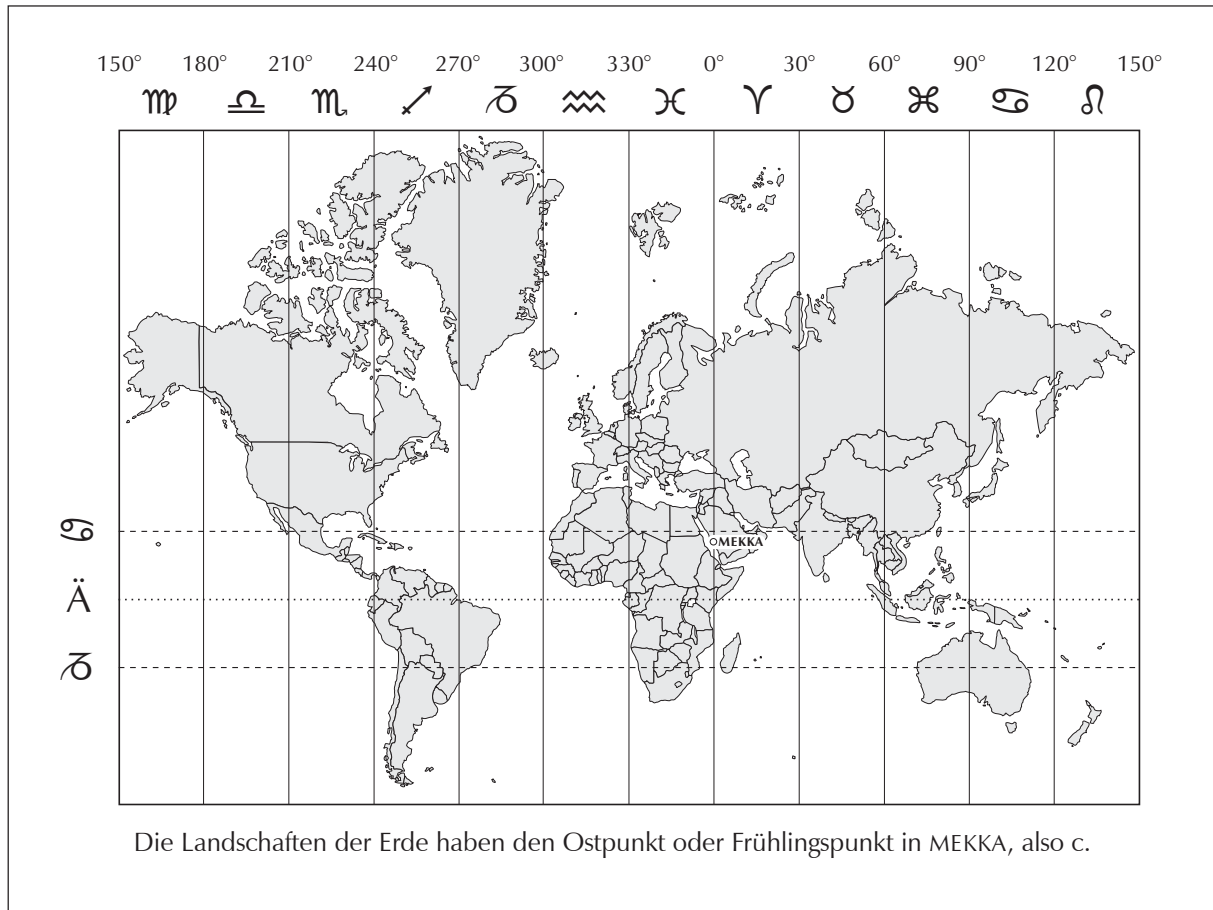 150° 180° 210° 240° 270° 300° 330° 0° 30° 60° 90° 120° 150°
♍ ♎ ♏ ♐ ♑ ♒ ♓ ♈ ♉ ⌘ ♋ ♌
♋
MEKKA
Ä
♑
Die Landschaften der Erde haben den Ostpunkt oder Frühlingspunkt in MEKKA, also c.